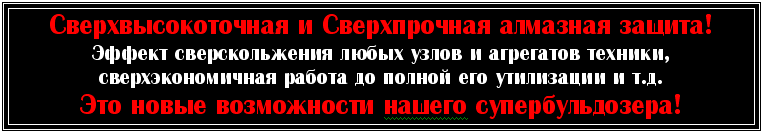 Сверхвысокоточная и Сверхпрочная алмазная защита!
Эффект сверскольжения любых узлов и агрегатов техники,
сверхэкономичная работа до полной его утилизации и т.д.
Это новые возможности нашего супербульдозера!